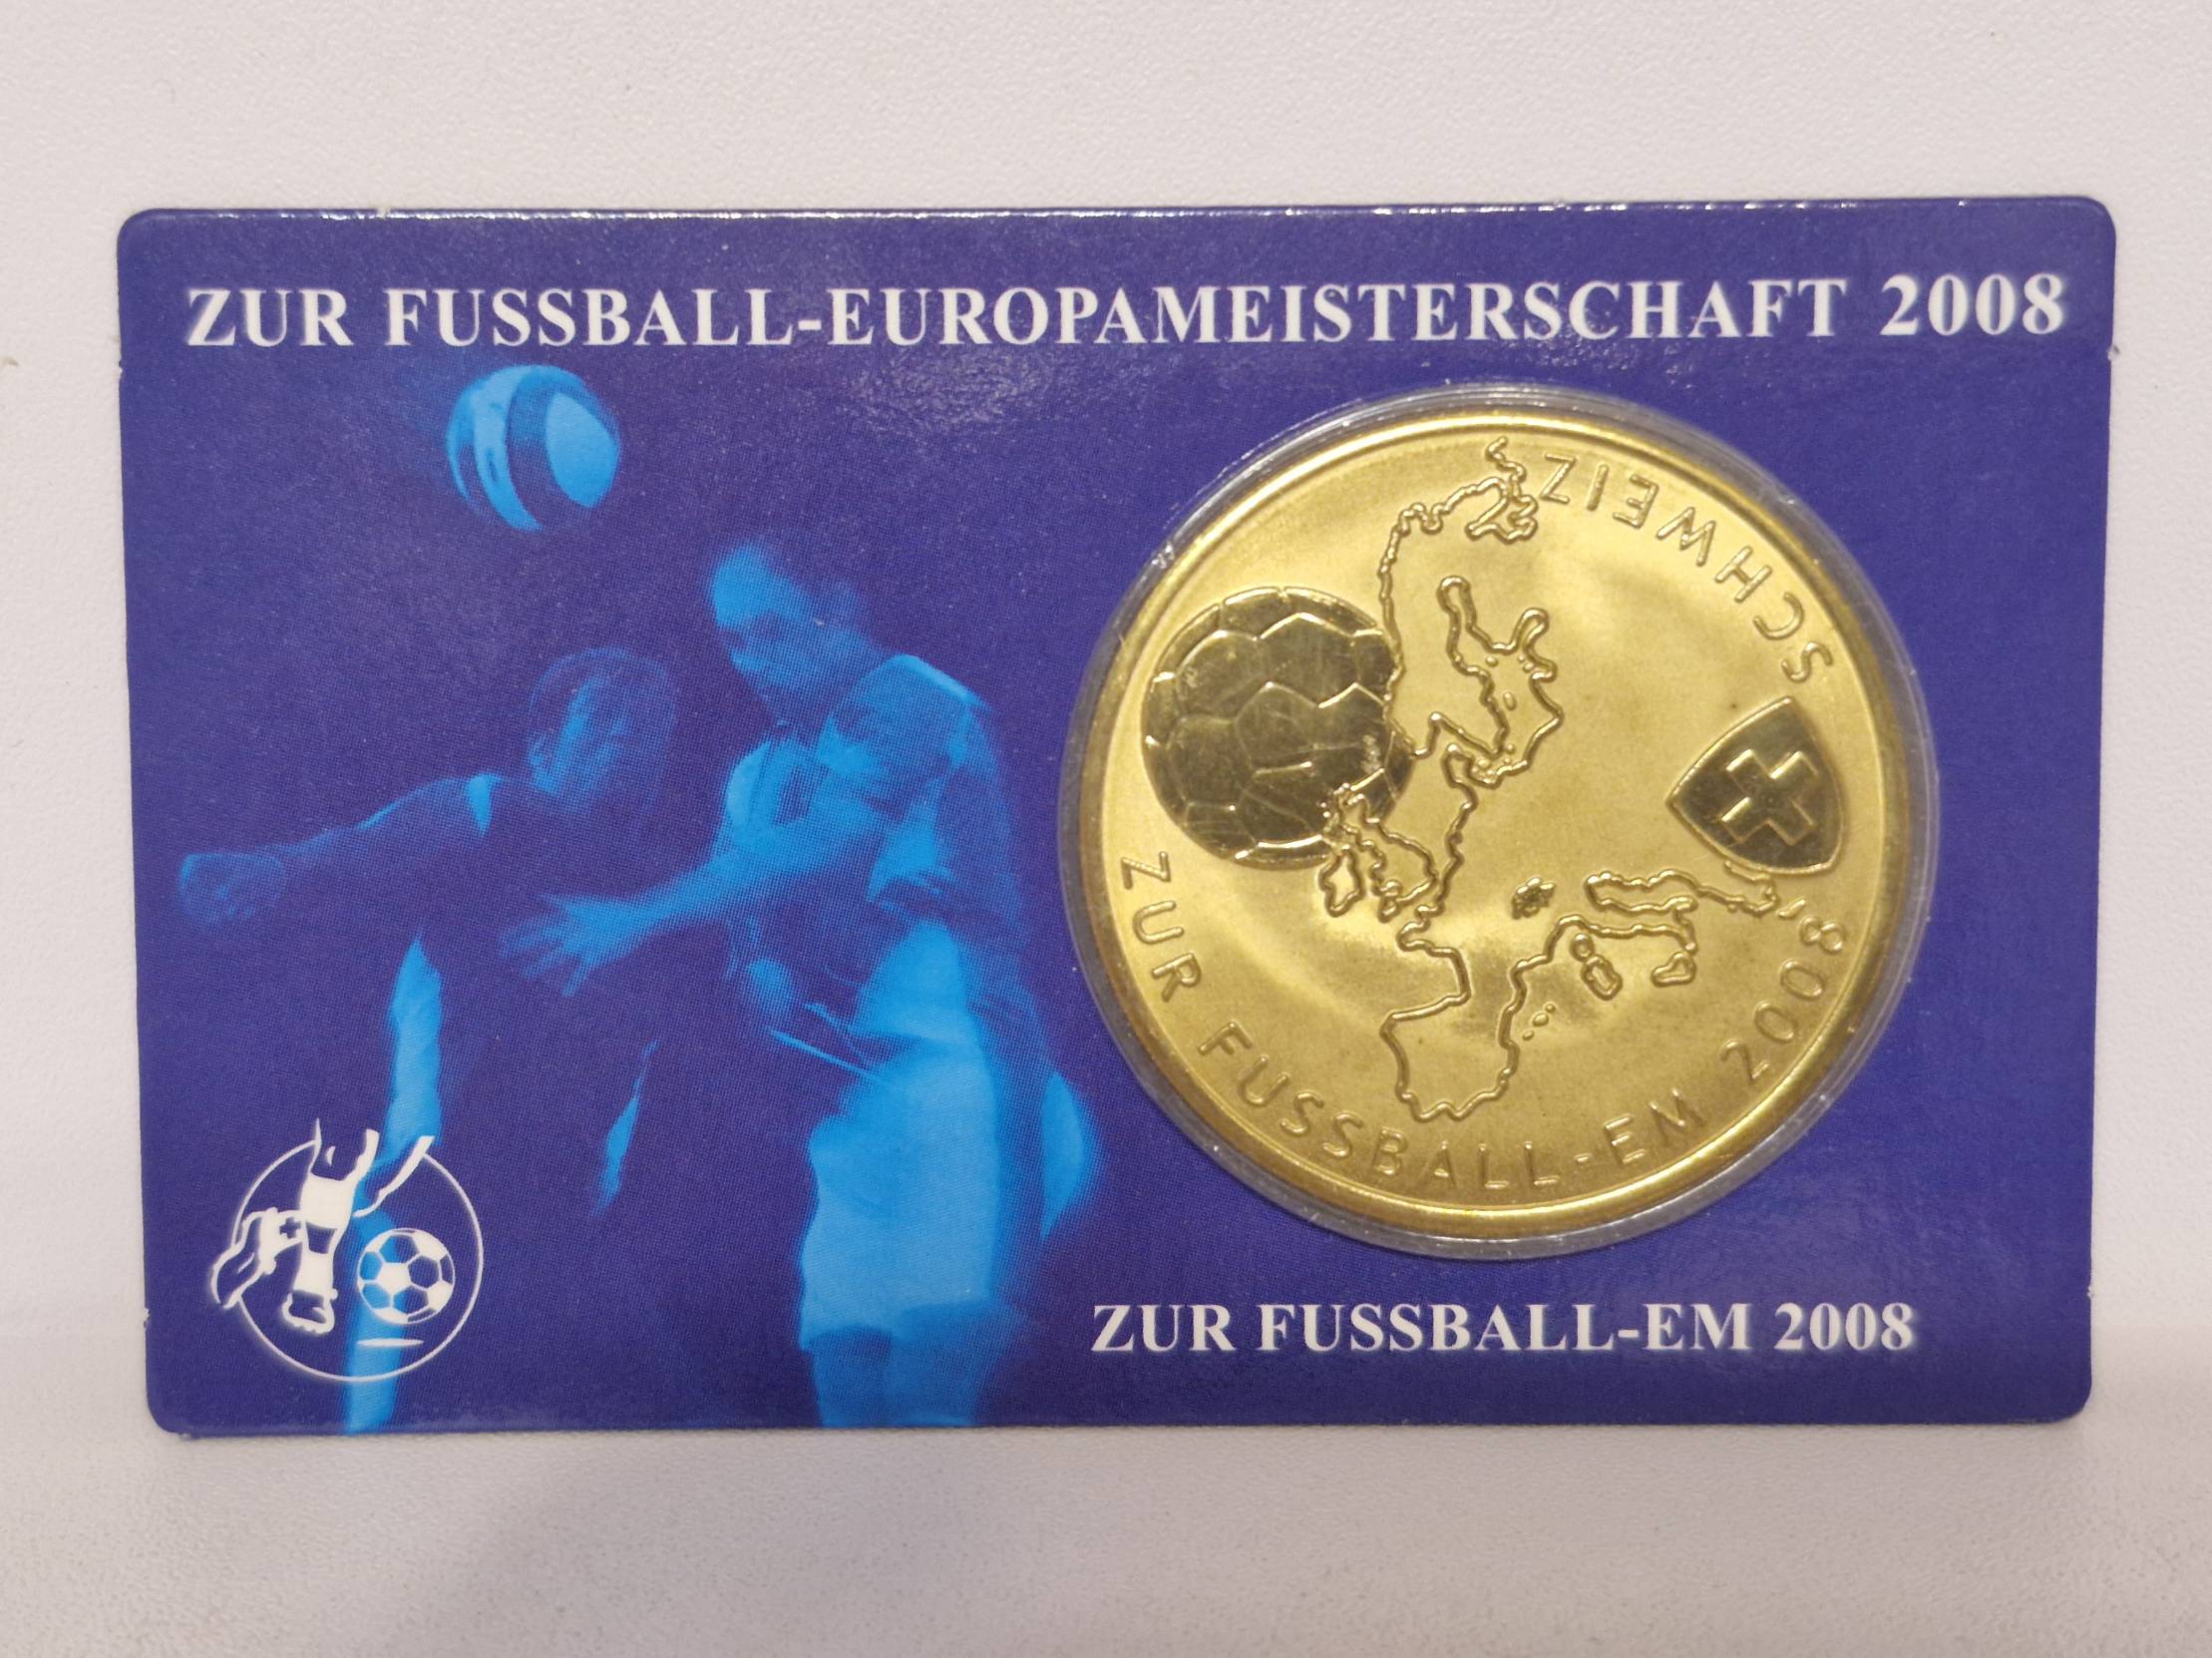 ZUR FUSSBALL-EUROPAMEISTERSCHAFT 2008
SCHWEIZ
ZUR FUSSBALL-EM 2008
ZUR FUSSBALL-EM 2008